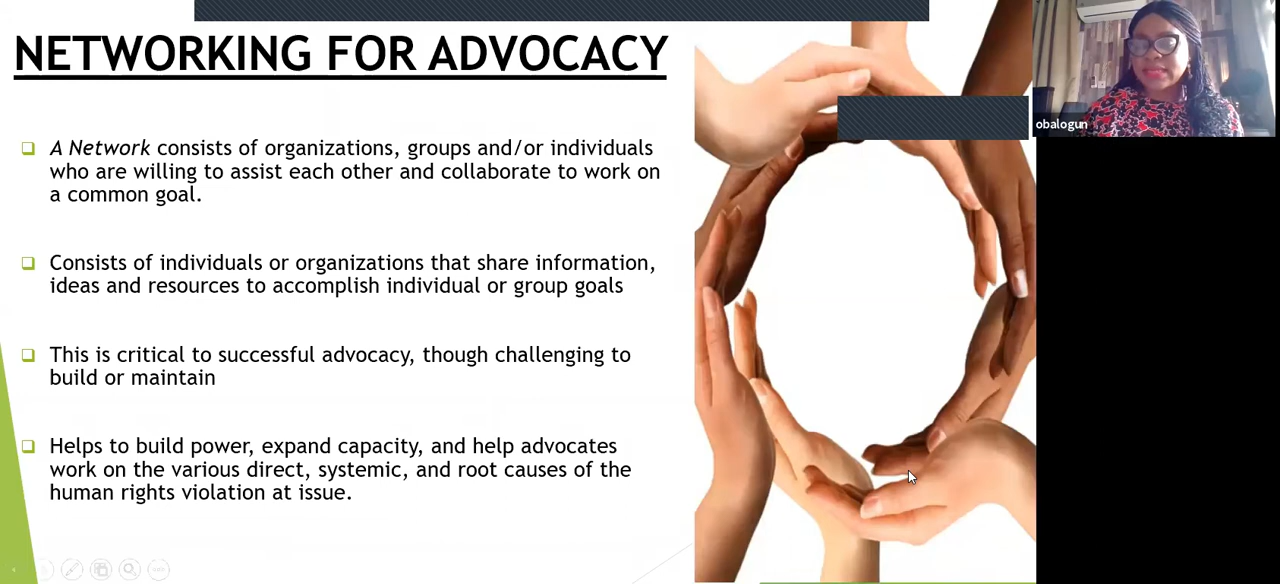 NETWORKING FOR ADVOCACY
A Network consists of organizations, groups and/or individuals
who are willing to assist each other and collaborate to work on
a common goal.
Consists of individuals or organizations that share information,
ideas and resources to accomplish individual or group goals
This is critical to successful advocacy, though challenging to
build or maintain
Helps to build power, expand capacity, and help advocates
work on the various direct, systemic, and root causes of the
human rights violation at issue.
obalogun